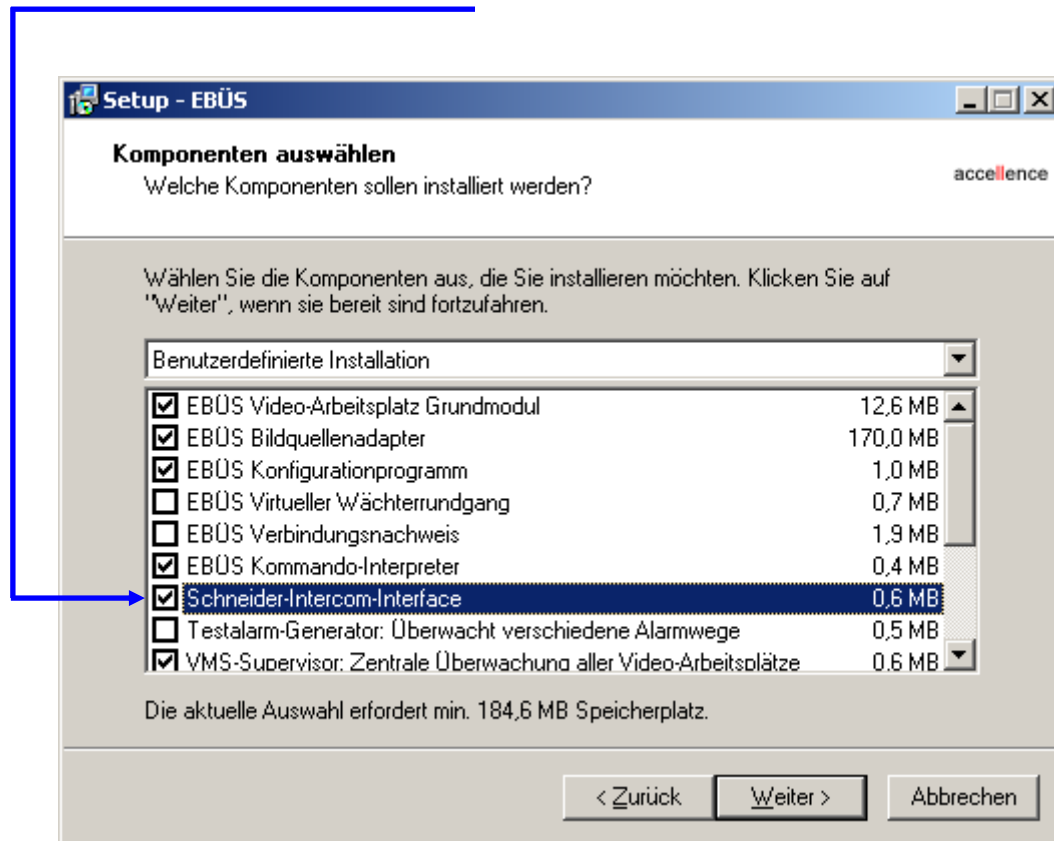 Setup - EBÜS
Komponenten auswählen
Welche Komponenten sollen installiert werden?
accellence
Wählen Sie die Komponenten aus, die Sie installieren möchten. Klicken Sie auf
"Weiter", wenn sie bereit sind fortzufahren.
Benutzerdefinierte Installation
EBÜS Video-Arbeitsplatz Grundmodul 12,6 MB
EBÜS Bildquellenadapter 170,0 MB
EBÜS Konfigurationprogramm 1,0 MB
EBÜS Virtueller Wächterrundgang 0,7 MB
EBÜS Verbindungsnachweis 1,9 MB
EBÜS Kommando-Interpreter 0,4 MB
Schneider-Intercom-Interface 0,6 MB
Testalarm-Generator: Überwacht verschiedene Alarmwege 0,5 MB
VMS-Supervisor: Zentrale Überwachung aller Video-Arbeitsplätze 0,6 MB
Die aktuelle Auswahl erfordert min. 184,6 MB Speicherplatz.
< Zurück Weiter > Abbrechen